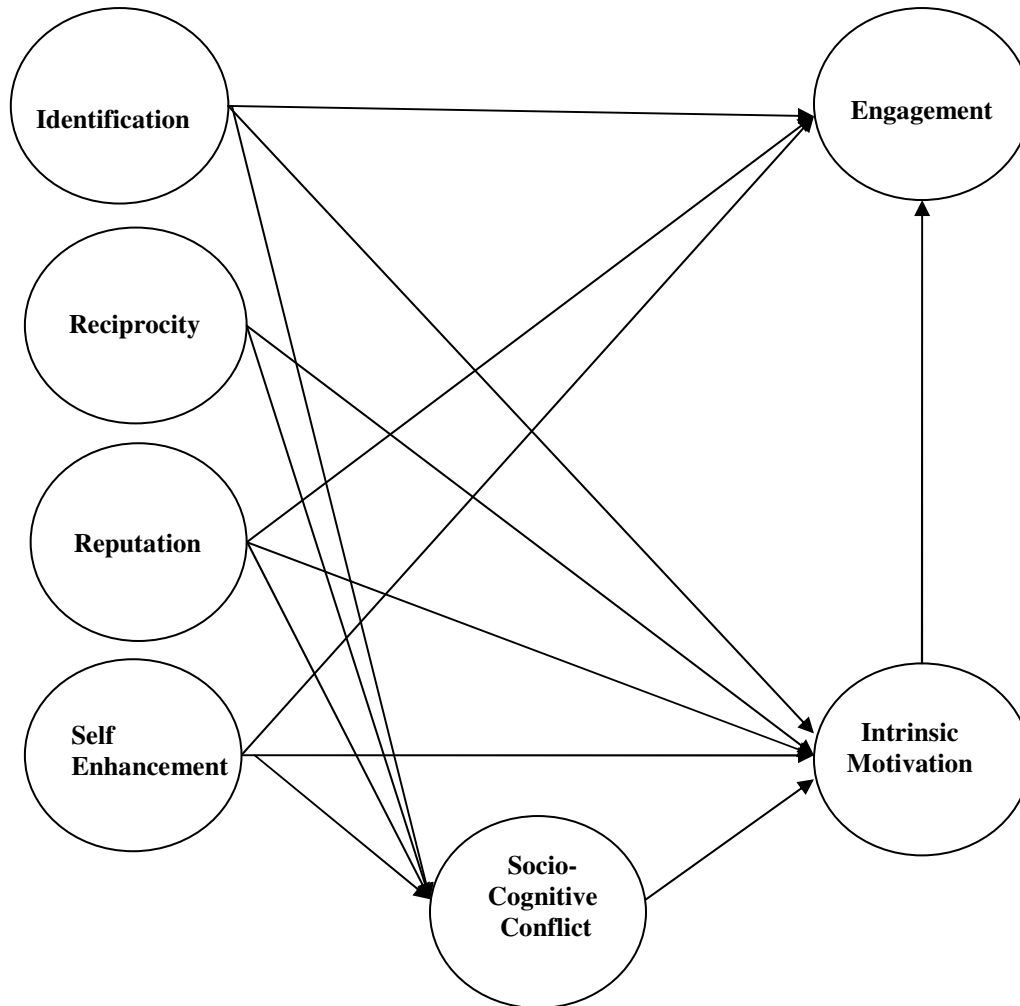 Identification
Engagement
Reciprocity
Reputation
Self
Enhancement
Intrinsic
Motivation
Socio-
Cognitive
Conflict